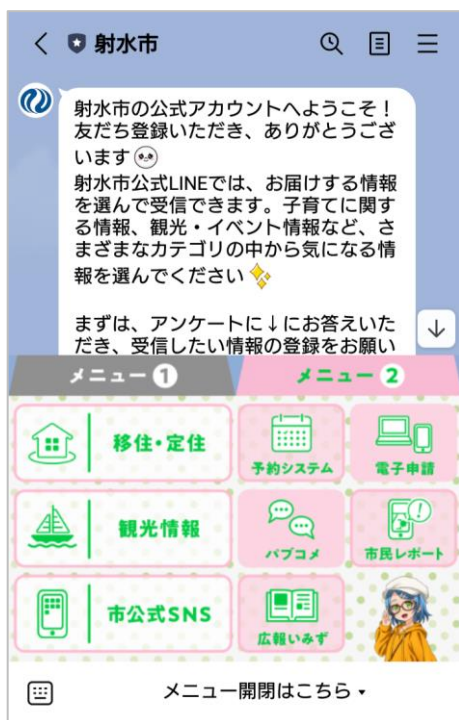 射水市
射水市の公式アカウントへようこそ！
友だち登録いただき、ありがとうござ
います
射水市公式LINEでは、お届けする情報
を選んで受信できます。子育てに関す
る情報、観光・イベント情報など、さ
まざまなカテゴリの中から気になる情
報を選んでください
まずは、アンケートに↓にお答えいた
だき、受信したい情報の登録をお願い
メニュー 1
メニュー 2
移住・定住
予約システム
電子申請
観光情報
パブコメ
市民レポート
市公式SNS
広報いみず
メニュー開閉はこちら